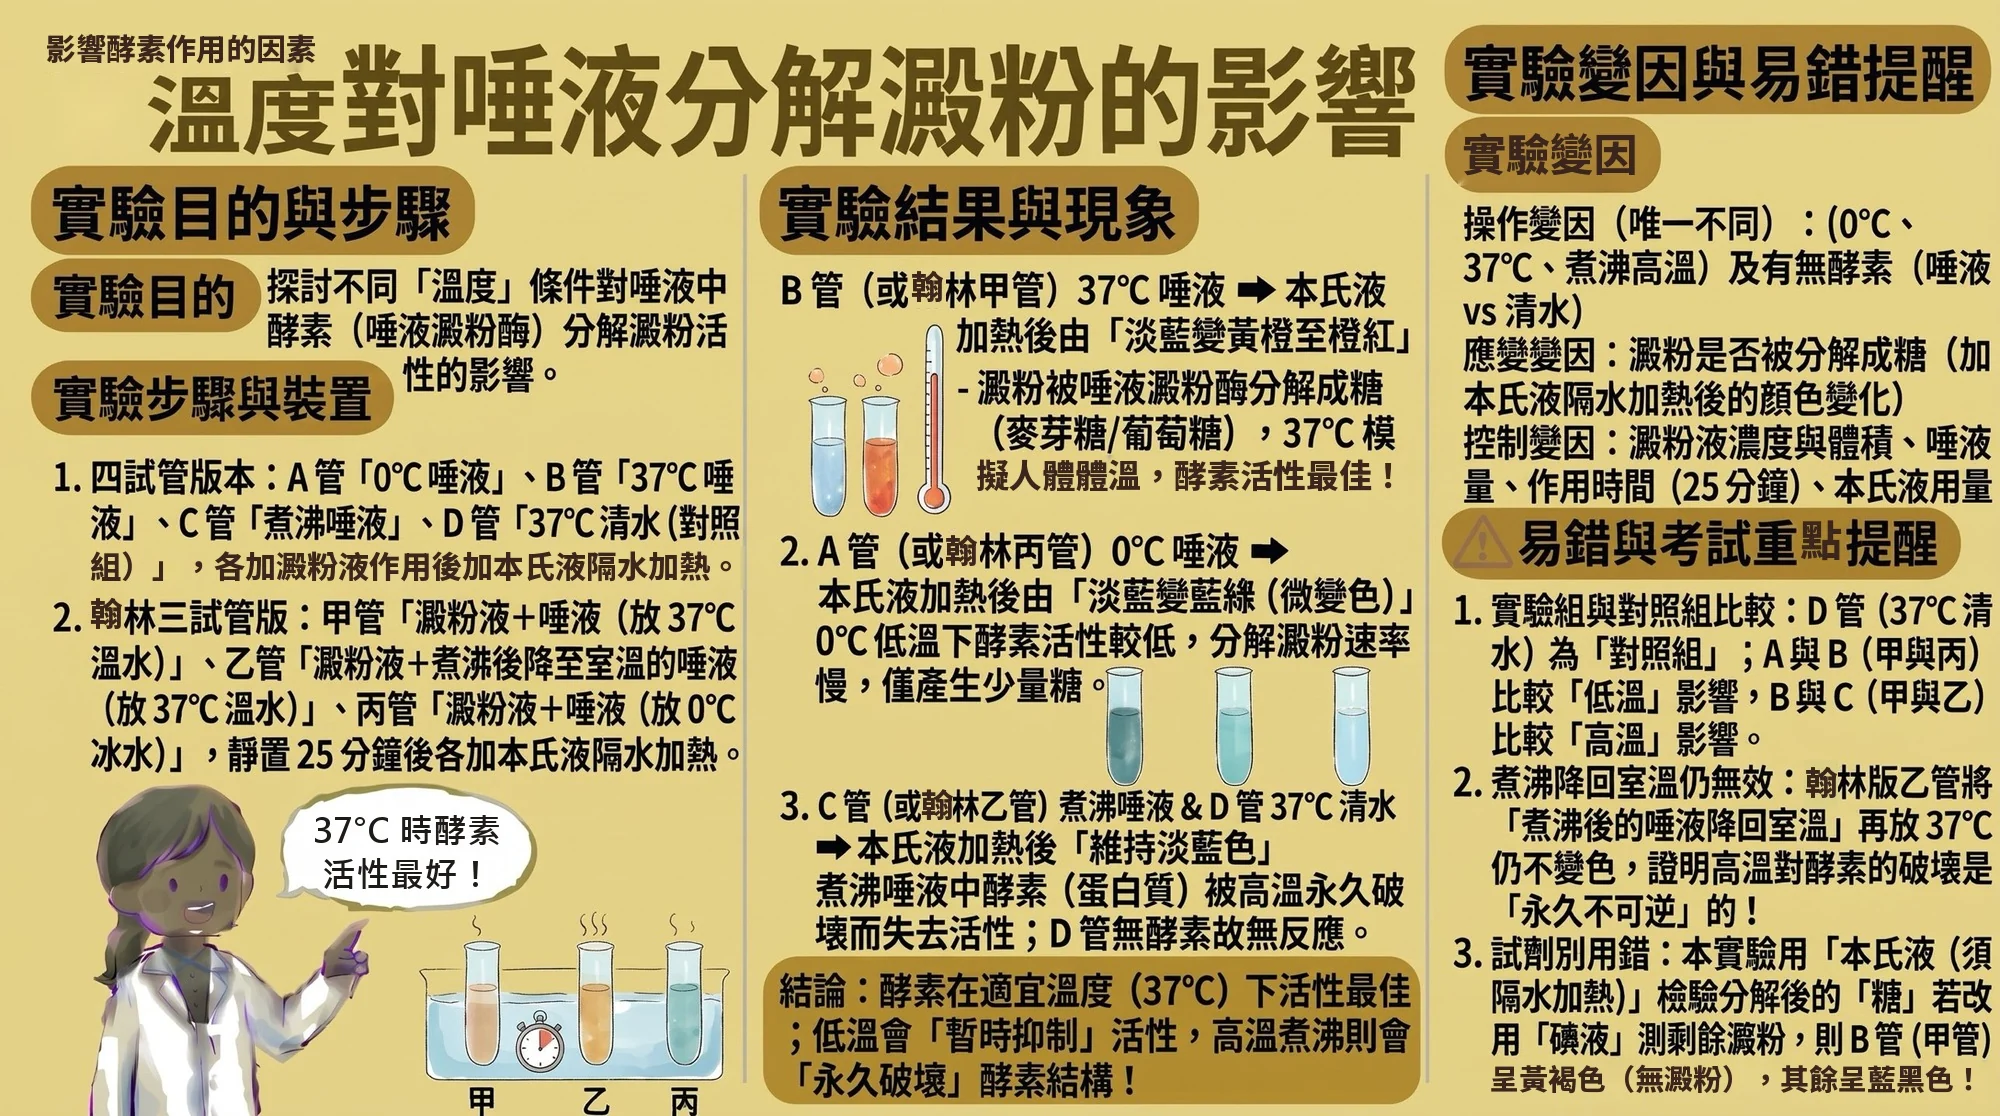 影響酵素作用的因素
溫度對唾液分解澱粉的影響
實驗目的與步驟
實驗目的
探討不同「溫度」條件對唾液中
酵素（唾液澱粉酶）分解澱粉活
性的影響。
實驗步驟與裝置
1. 四試管版本：A 管「0℃ 唾液」、B 管「37℃ 唾
液」、C 管「煮沸唾液」、D 管「37℃ 清水 (對照
組）」，各加澱粉液作用後加本氏液隔水加熱。
2. 翰林三試管版：甲管「澱粉液＋唾液（放 37℃
溫水）」、乙管「澱粉液＋煮沸後降至室溫的唾液
（放 37℃ 溫水）」、丙管「澱粉液＋唾液（放 0℃
冰水）」，靜置 25 分鐘後各加本氏液隔水加熱。
37°C 時酵素
活性最好！
甲 乙 丙
實驗結果與現象
B 管（或翰林甲管）37℃ 唾液 ➡ 本氏液
加熱後由「淡藍變黃橙至橙紅」
- 澱粉被唾液澱粉酶分解成糖
（麥芽糖/葡萄糖），37℃ 模
擬人體體溫，酵素活性最佳！
2. A 管（或翰林丙管）0℃ 唾液 ➡
本氏液加熱後由「淡藍變藍綠（微變色）」
0℃ 低溫下酵素活性較低，分解澱粉速率
慢，僅產生少量糖。
3. C 管（或翰林乙管）煮沸唾液 & D 管 37℃ 清水
➡ 本氏液加熱後「維持淡藍色」
煮沸唾液中酵素（蛋白質）被高溫永久破
壞而失去活性；D 管無酵素故無反應。
結論：酵素在適宜溫度（37℃）下活性最佳
；低溫會「暫時抑制」活性，高溫煮沸則會
「永久破壞」酵素結構！
實驗變因與易錯提醒
實驗變因
操作變因（唯一不同）：(0℃、
37℃、煮沸高溫）及有無酵素（唾液
vs 清水）
應變變因：澱粉是否被分解成糖（加
本氏液隔水加熱後的顏色變化）
控制變因：澱粉液濃度與體積、唾液
量、作用時間 (25 分鐘）、本氏液用量
易錯與考試重點提醒
1. 實驗組與對照組比較：D 管（37℃ 清
水）為「對照組」；A 與 B（甲與丙）
比較「低溫」影響，B 與 C（甲與乙）
比較「高溫」影響。
2. 煮沸降回室溫仍無效：翰林版乙管將
「煮沸後的唾液降回室溫」再放 37℃
仍不變色，證明高溫對酵素的破壞是
「永久不可逆」的！
3. 試劑別用錯：本實驗用「本氏液（須
隔水加熱)」檢驗分解後的「糖」若改
用「碘液」測剩餘澱粉，則 B 管 (甲管)
呈黃褐色（無澱粉），其餘呈藍黑色！